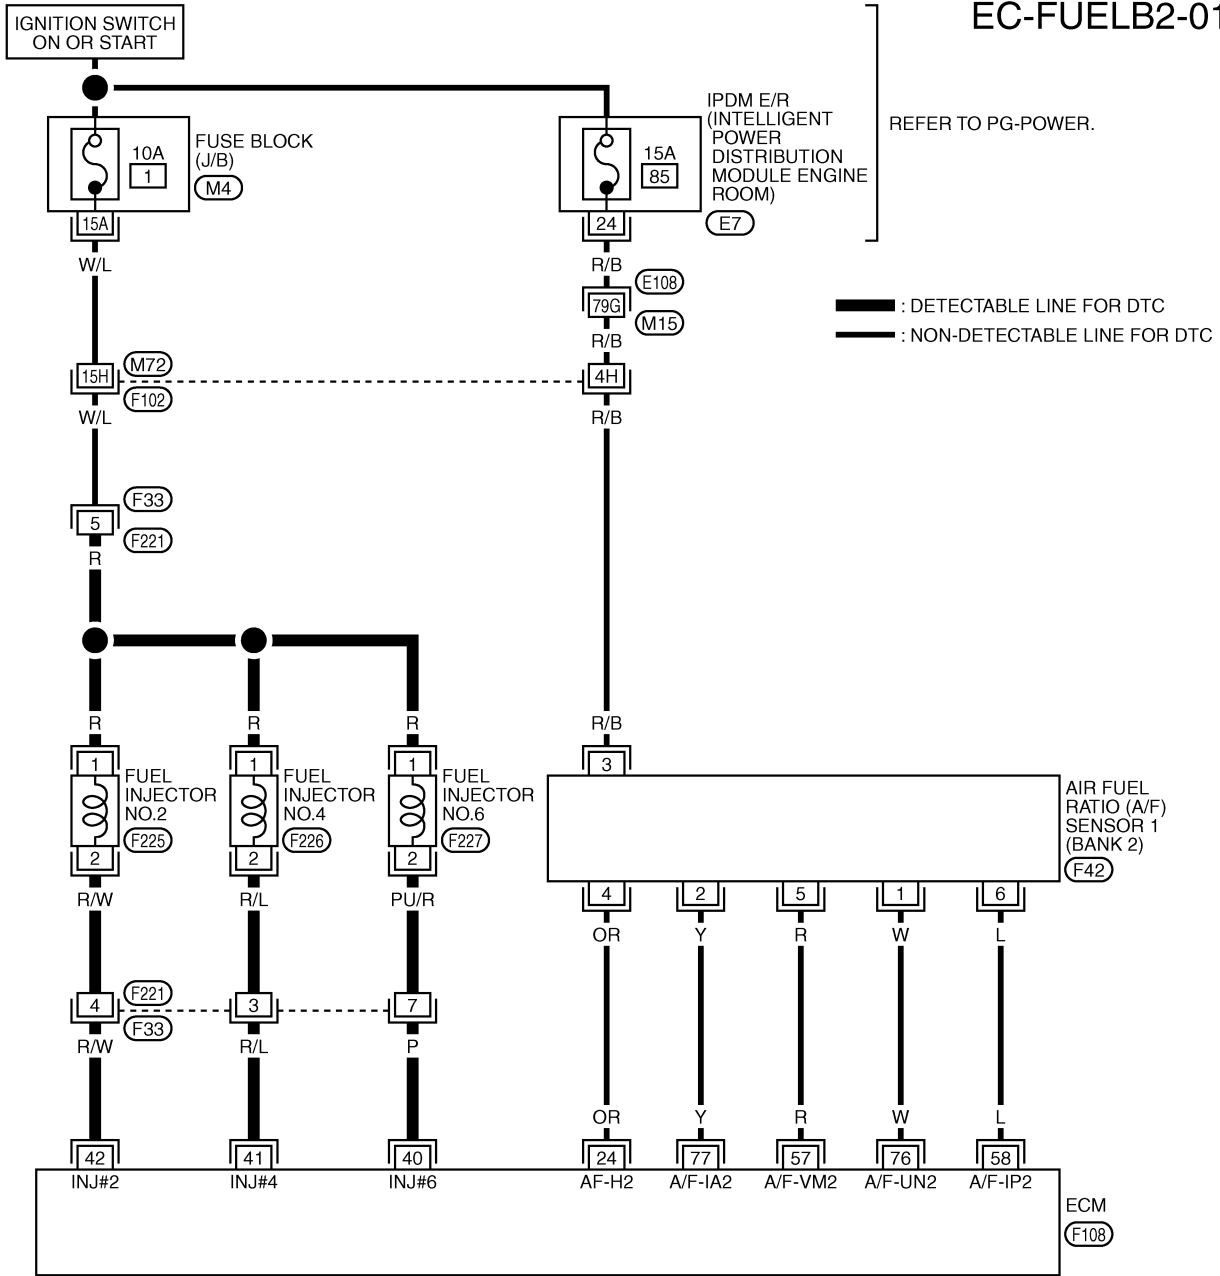 EC-FUELB2-01
IGNITION SWITCH
ON OR START
FUSE BLOCK
(J/B)
M4
10A
1
15A
IPDM E/R
(INTELLIGENT
POWER
DISTRIBUTION
MODULE ENGINE
ROOM)
E7
15A
85
24
REFER TO PG-POWER.
W/L
R/B
E108
79G
M15
R/B
: DETECTABLE LINE FOR DTC
: NON-DETECTABLE LINE FOR DTC
15H
M72
F102
4H
W/L
R/B
F33
5
F221
R
R
R
R
R/B
1
1
1
3
FUEL
INJECTOR
NO.2
F225
FUEL
INJECTOR
NO.4
F226
FUEL
INJECTOR
NO.6
F227
AIR FUEL
RATIO (A/F)
SENSOR 1
(BANK 2)
F42
2
2
2
4
2
5
1
6
R/W
R/L
PU/R
OR
Y
R
W
L
4
F221
F33
3
7
R/W
R/L
P
OR
Y
R
W
L
42
41
40
24
77
57
76
58
INJ#2
INJ#4
INJ#6
AF-H2
A/F-IA2
A/F-VM2
A/F-UN2
A/F-IP2
ECM
F108